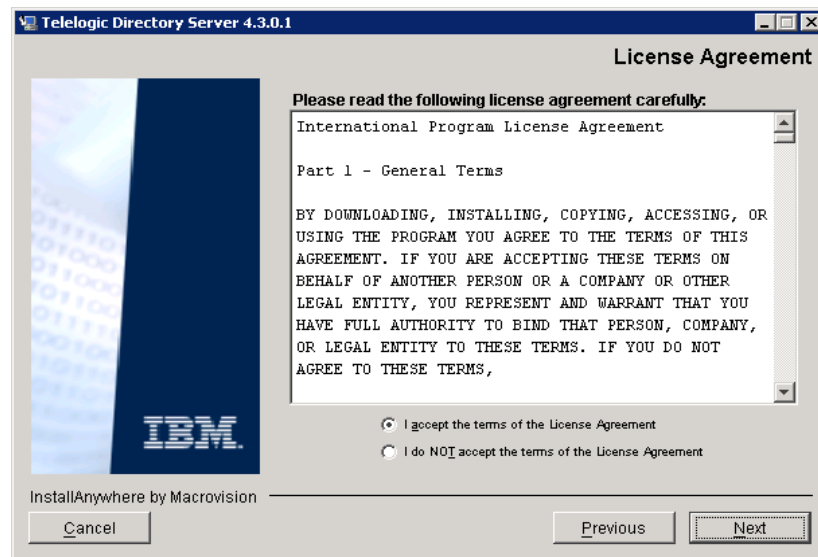 Telelogic Directory Server 4.3.0.1
License Agreement
Please read the following license agreement carefully:
International Program License Agreement
Part 1 - General Terms
BY DOWNLOADING, INSTALLING, COPYING, ACCESSING, OR
USING THE PROGRAM YOU AGREE TO THE TERMS OF THIS
AGREEMENT. IF YOU ARE ACCEPTING THESE TERMS ON
BEHALF OF ANOTHER PERSON OR A COMPANY OR OTHER
LEGAL ENTITY, YOU REPRESENT AND WARRANT THAT YOU
HAVE FULL AUTHORITY TO BIND THAT PERSON, COMPANY,
OR LEGAL ENTITY TO THESE TERMS. IF YOU DO NOT
AGREE TO THESE TERMS,
I accept the terms of the License Agreement
I do NOT accept the terms of the License Agreement
IBM.
InstallAnywhere by Macrovision
Cancel
Previous
Next